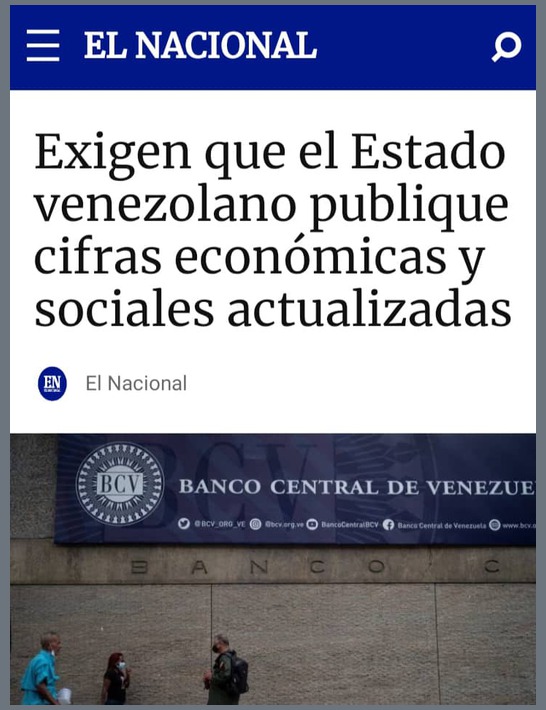 EL NACIONAL
Exigen que el Estado
venezolano publique
cifras económicas y
sociales actualizadas
EN
El Nacional
BCV
BANCO CENTRAL DE VENEZUE
@BCV_ORG_VE @bcv.org.ve BancoCentralBCV Banco Central de Venezuela www.bcv.o
B A N C O C